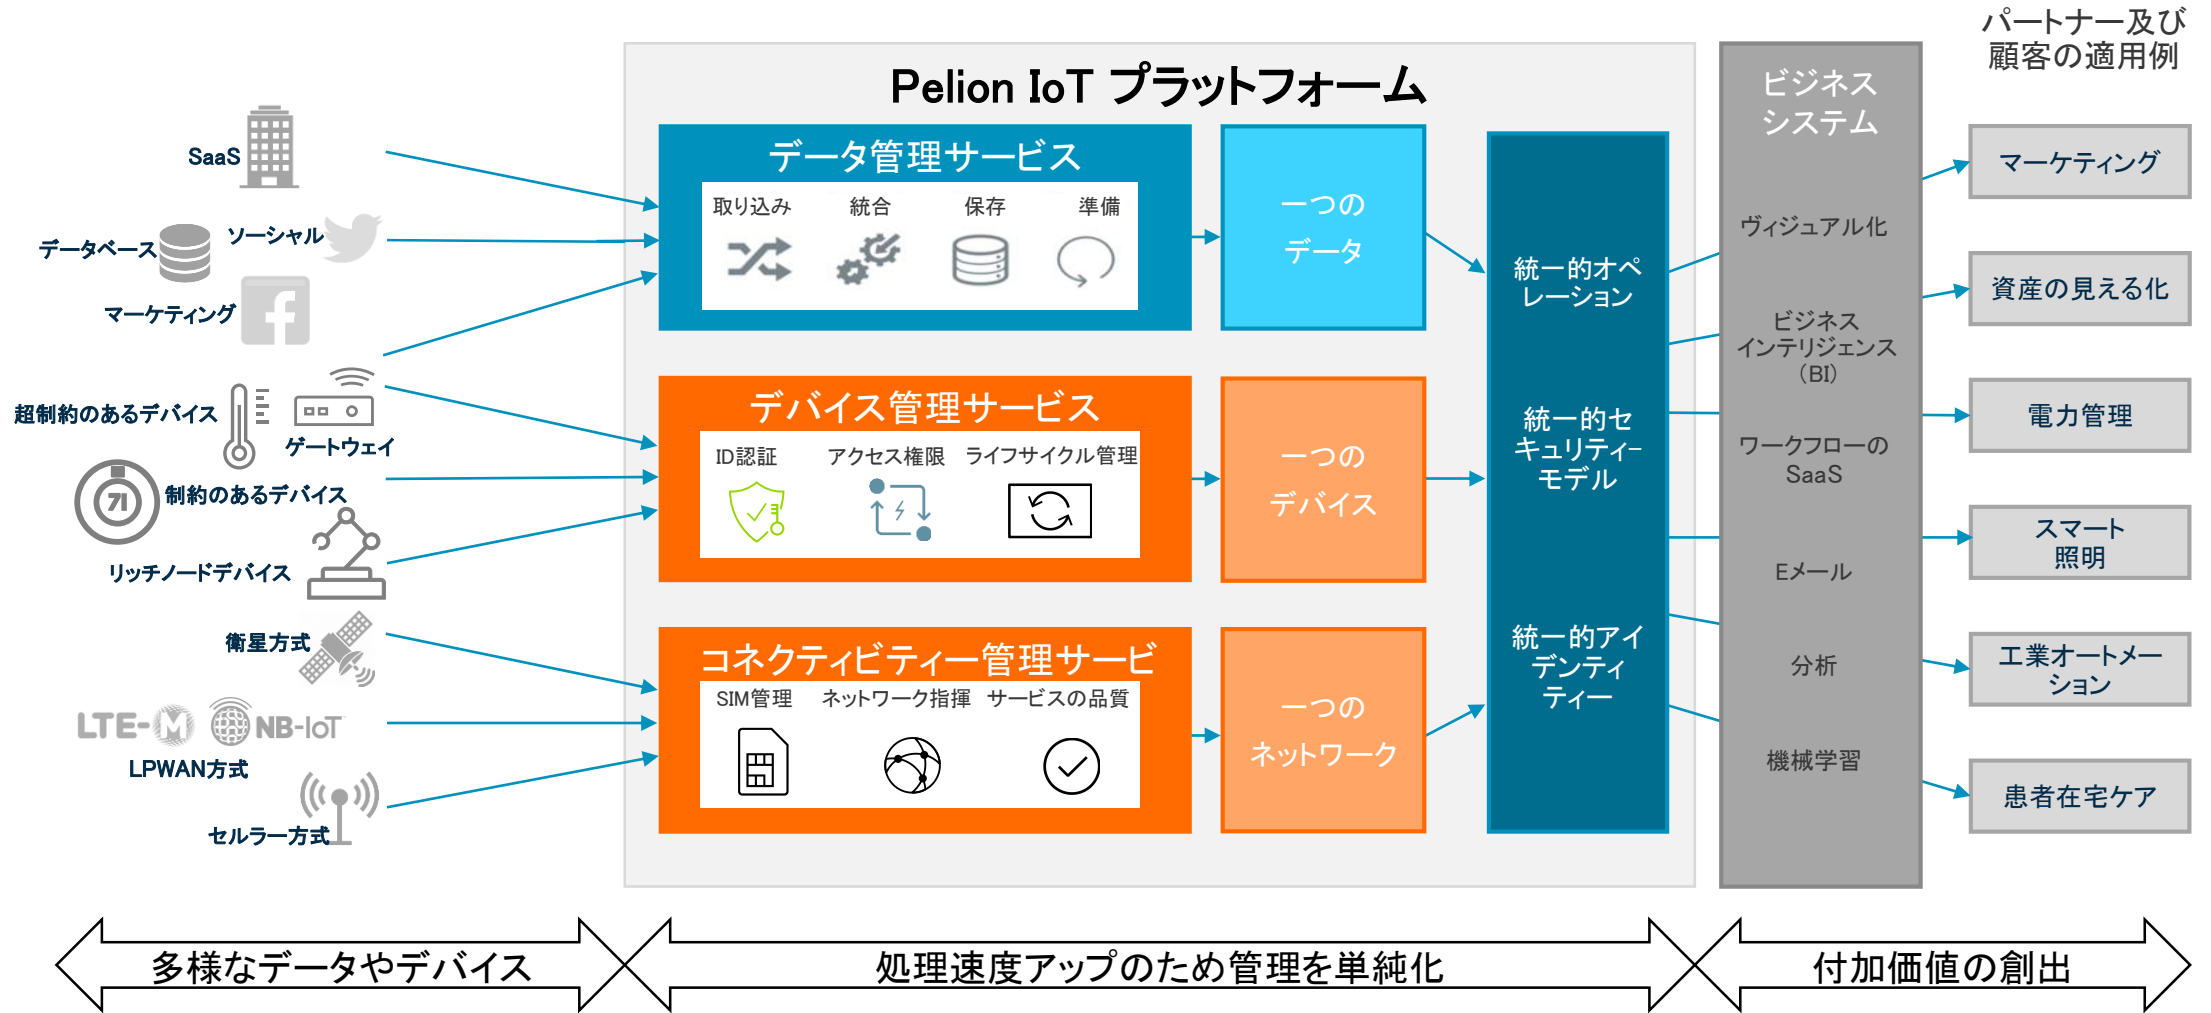 パートナー及び
顧客の適用例
Pelion IoT プラットフォーム
ビジネス
システム
SaaS
データベース
ソーシャル
マーケティング
超制約のあるデバイス
ゲートウェイ
71
制約のあるデバイス
リッチノードデバイス
衛星方式
LTE-M
NB-IoT
LPWAN方式
セルラー方式
データ管理サービス
取り込み
統合
保存
準備
一つの
データ
デバイス管理サービス
ID認証
アクセス権限
ライフサイクル管理
一つの
デバイス
コネクティビティー管理サービ
SIM管理
ネットワーク指揮
サービスの品質
一つの
ネットワーク
統一的オペ
レーション
統一的セ
キュリティー
モデル
統一的アイ
デンティ
ティー
ヴィジュアル化
ビジネス
インテリジェンス
（BI）
ワークフローの
SaaS
Eメール
分析
機械学習
マーケティング
資産の見える化
電力管理
スマート
照明
工業オートメー
ション
患者在宅ケア
多様なデータやデバイス
処理速度アップのため管理を単純化
付加価値の創出